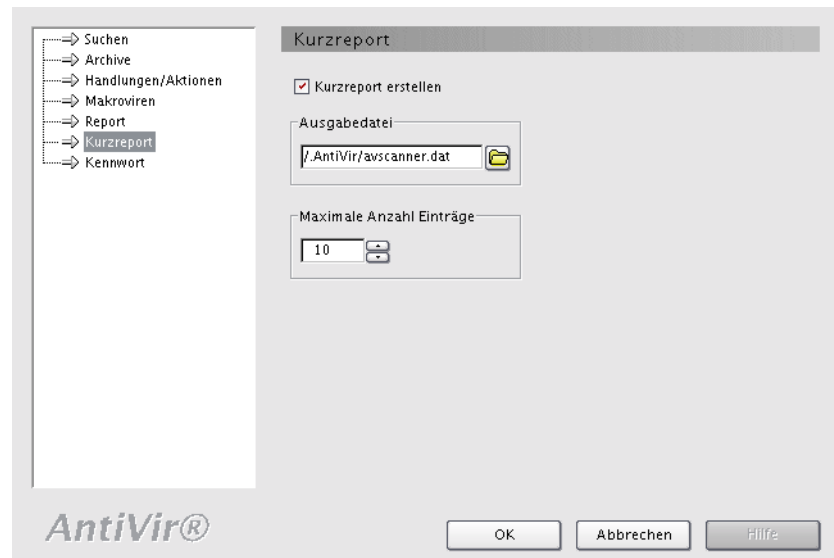 Suchen
Archive
Handlungen/Aktionen
Makroviren
Report
Kurzreport
Kennwort
Kurzreport
Kurzreport erstellen
Ausgabedatei
/.AntiVir/avscanner.dat
Maximale Anzahl Einträge
10
AntiVir®
OK
Abbrechen
Hilfe